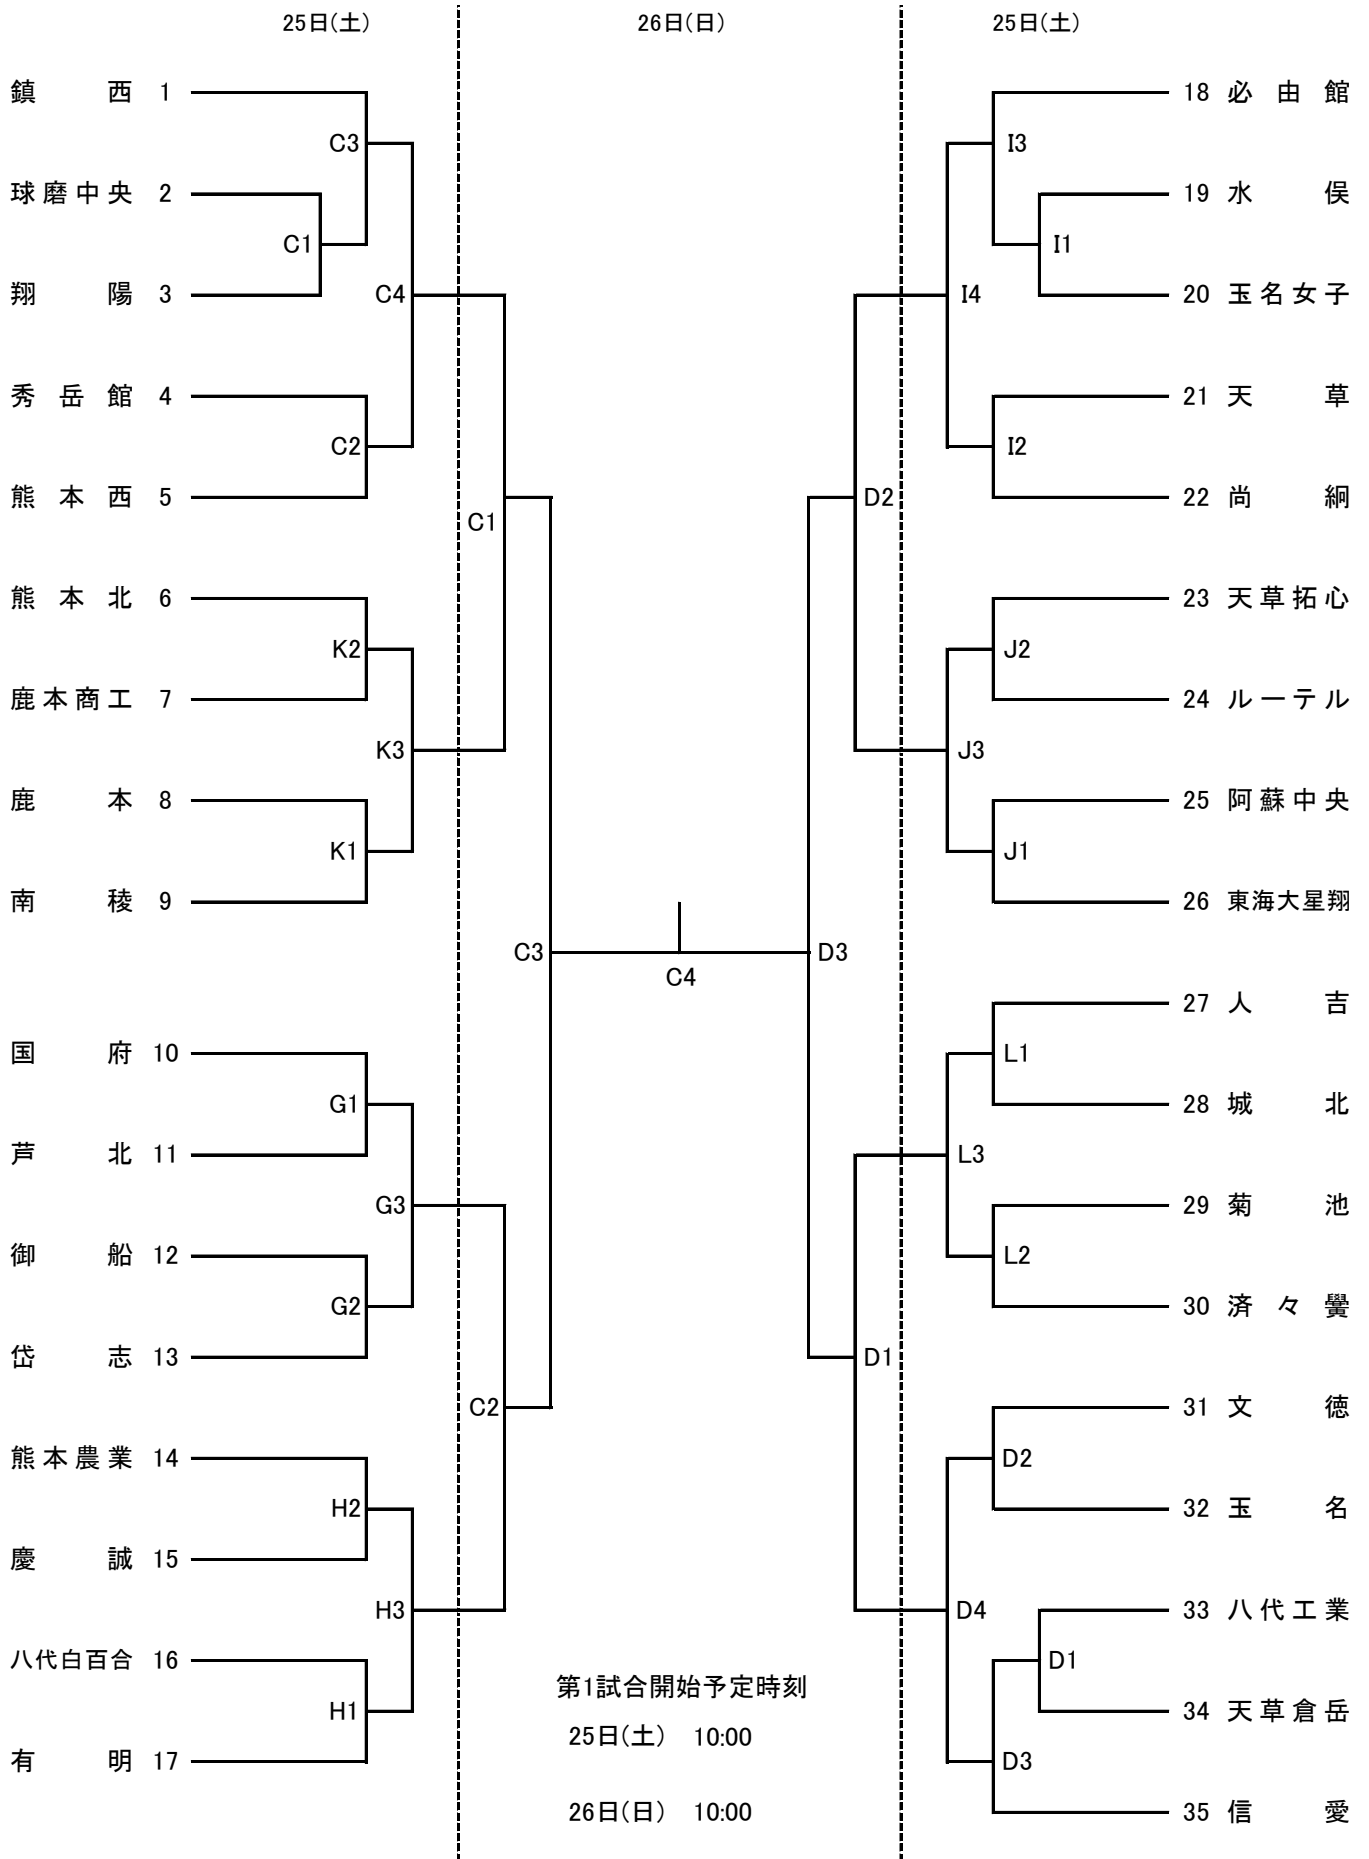 25日(土) 26日(日) 25日(土)
鎮西 1
C3
球磨中央 2
C1
翔陽 3
C4
秀岳館 4
C2
熊本西 5
C1
熊本北 6
K2
鹿本商工 7
K3
鹿本 8
K1
南稜 9
C3
国府 10
G1
芦北 11
G3
御船 12
G2
岱志 13
C2
熊本農業 14
H2
慶誠 15
H3
八代白百合 16
H1
有明 17
C4
18 必由館
I3
19 水俣
I1
20 玉名女子
I4
21 天草
I2
22 尚絅
D2
23 天草拓心
J2
24 ルーテル
J3
25 阿蘇中央
J1
26 東海大星翔
D3
27 人吉
L1
28 城北
L3
29 菊池
L2
30 済々黌
D1
31 文徳
D2
32 玉名
D4
33 八代工業
D1
34 天草倉岳
D3
35 信愛
第1試合開始予定時刻
25日(土) 10:00
26日(日) 10:00